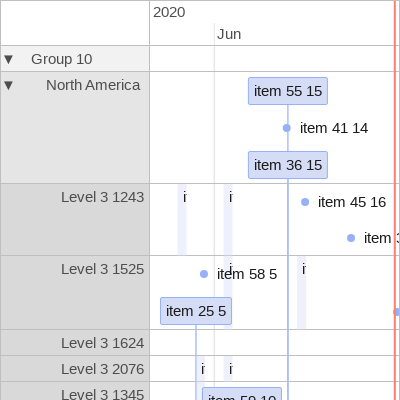 2020
Jun
▼ Group 10
▼ North America
item 55 15
item 41 14
item 36 15
Level 3 1243
i
i
item 45 16
item
Level 3 1525
item 58 5
i
i
item 25 5
Level 3 1624
Level 3 2076
i
i
Level 3 1345
item 59 10